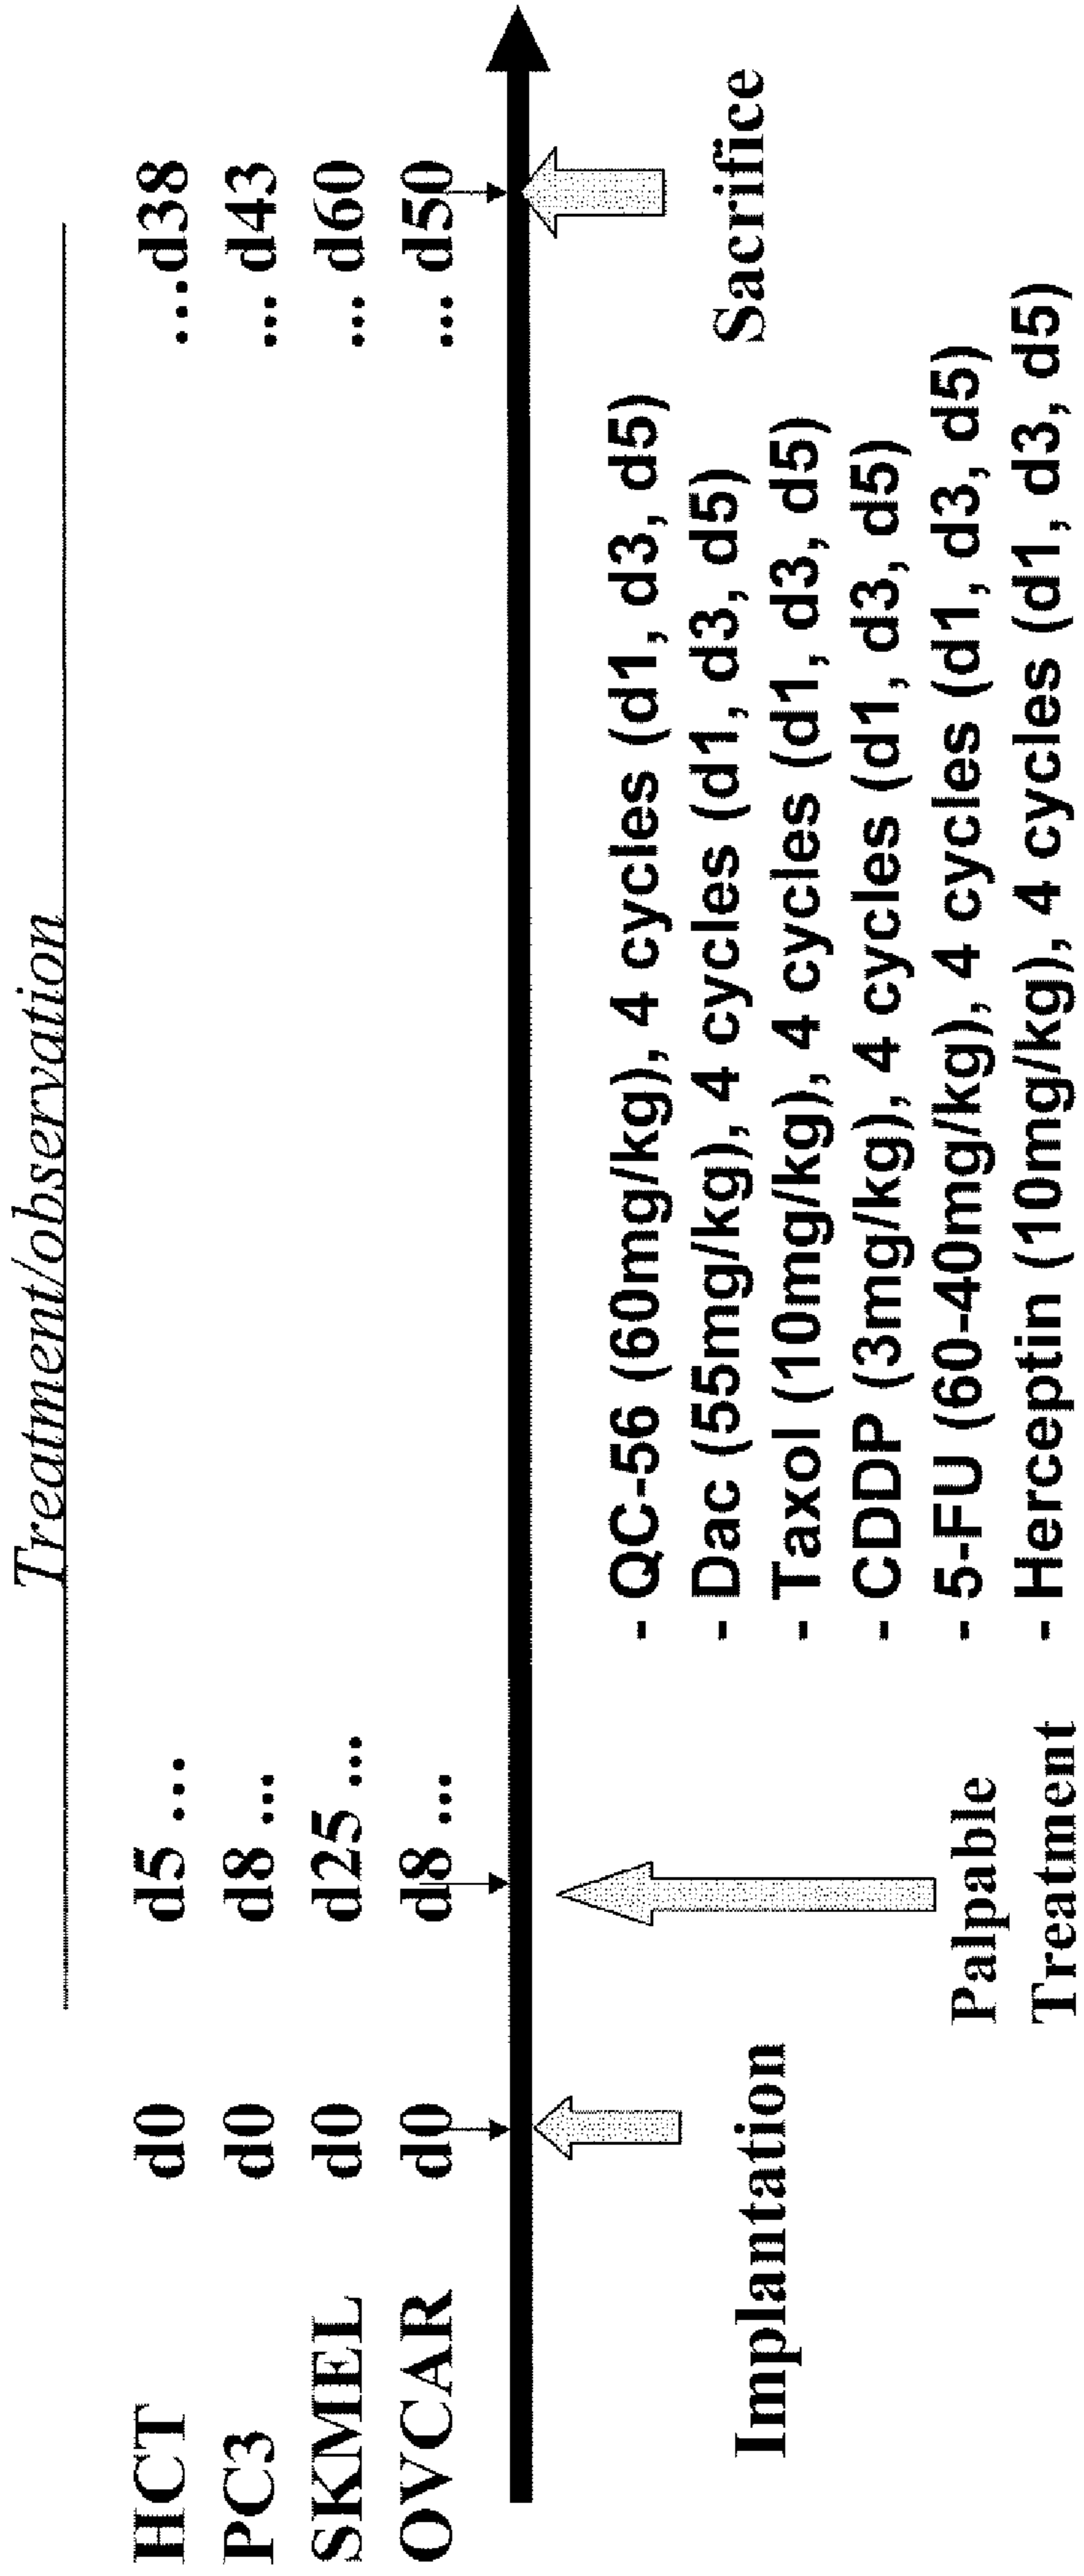 Treatment/observation
HCT d0 d5 ... ...d38
PC3 d0 d8 ... ... d43
SKMEL d0 d25 ... ... d60
OVCAR d0 d8 ... ... d50
Implantation
Palpable
Treatment
- QC-56 (60mg/kg), 4 cycles (d1, d3, d5)
- Dac (55mg/kg), 4 cycles (d1, d3, d5)
- Taxol (10mg/kg), 4 cycles (d1, d3, d5)
- CDDP (3mg/kg), 4 cycles (d1, d3, d5)
- 5-FU (60-40mg/kg), 4 cycles (d1, d3, d5)
- Herceptin (10mg/kg), 4 cycles (d1, d3, d5)
Sacrifice